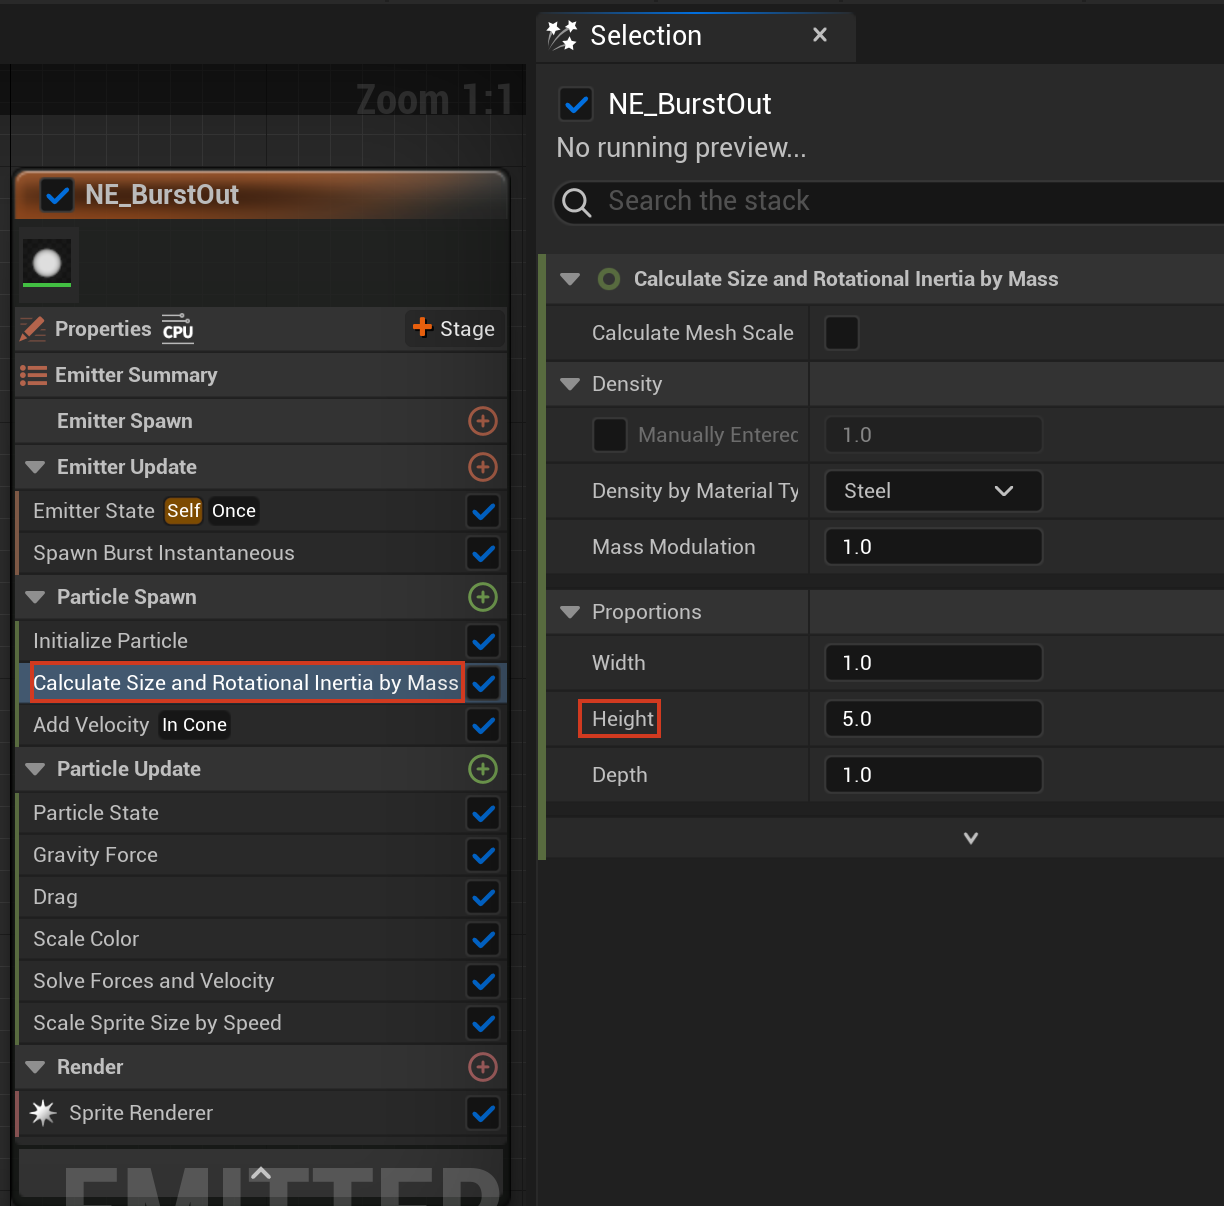 Zoom 1:1
NE_BurstOut
Properties CPU Stage
Emitter Summary
Emitter Spawn
Emitter Update
Emitter State Self Once
Spawn Burst Instantaneous
Particle Spawn
Initialize Particle
Calculate Size and Rotational Inertia by Mass
Add Velocity In Cone
Particle Update
Particle State
Gravity Force
Drag
Scale Color
Solve Forces and Velocity
Scale Sprite Size by Speed
Render
Sprite Renderer
EMITTER
Selection
NE_BurstOut
No running preview...
Search the stack
Calculate Size and Rotational Inertia by Mass
Calculate Mesh Scale
Density
Manually Entered 1.0
Density by Material Ty Steel
Mass Modulation 1.0
Proportions
Width 1.0
Height 5.0
Depth 1.0